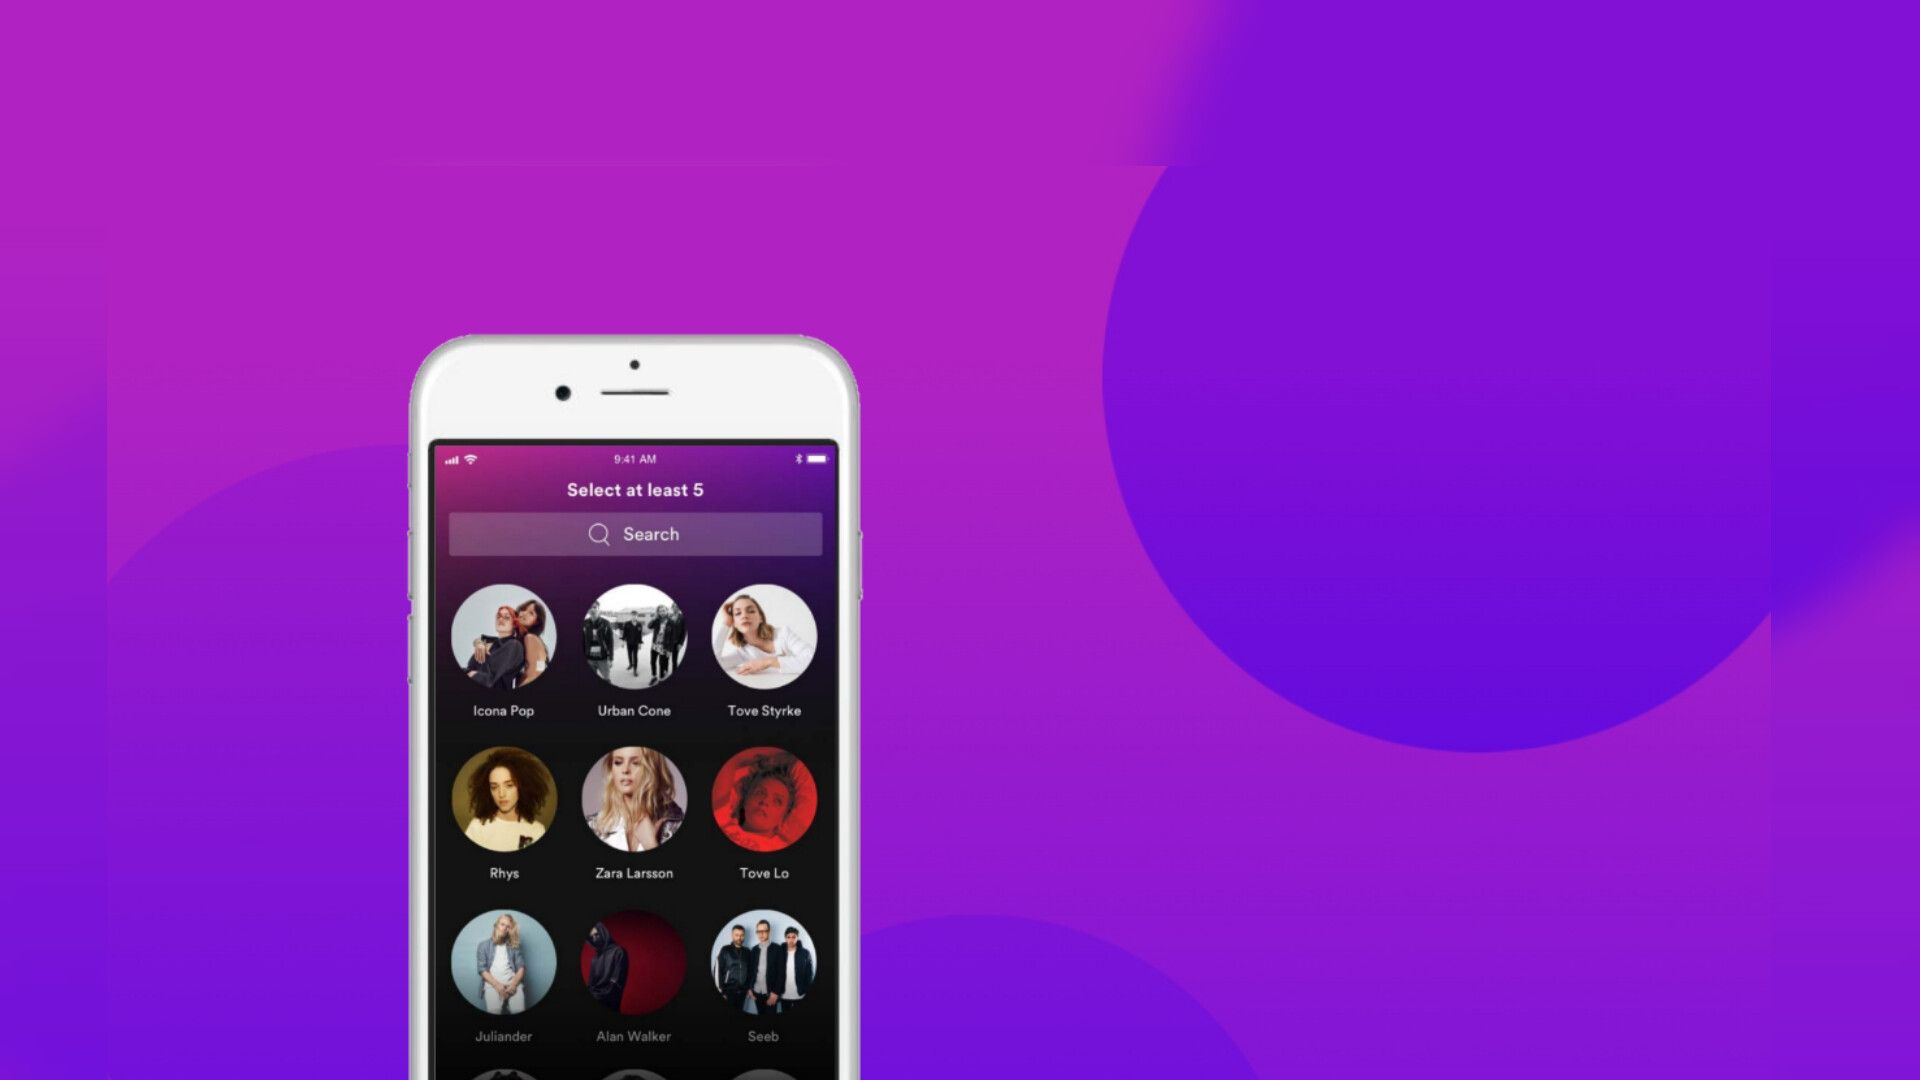 9:41 AM
Select at least 5
Search
Icona Pop
Urban Cone
Tove Styrke
Rhys
Zara Larsson
Tove Lo
Juliander
Alan Walker
Seeb